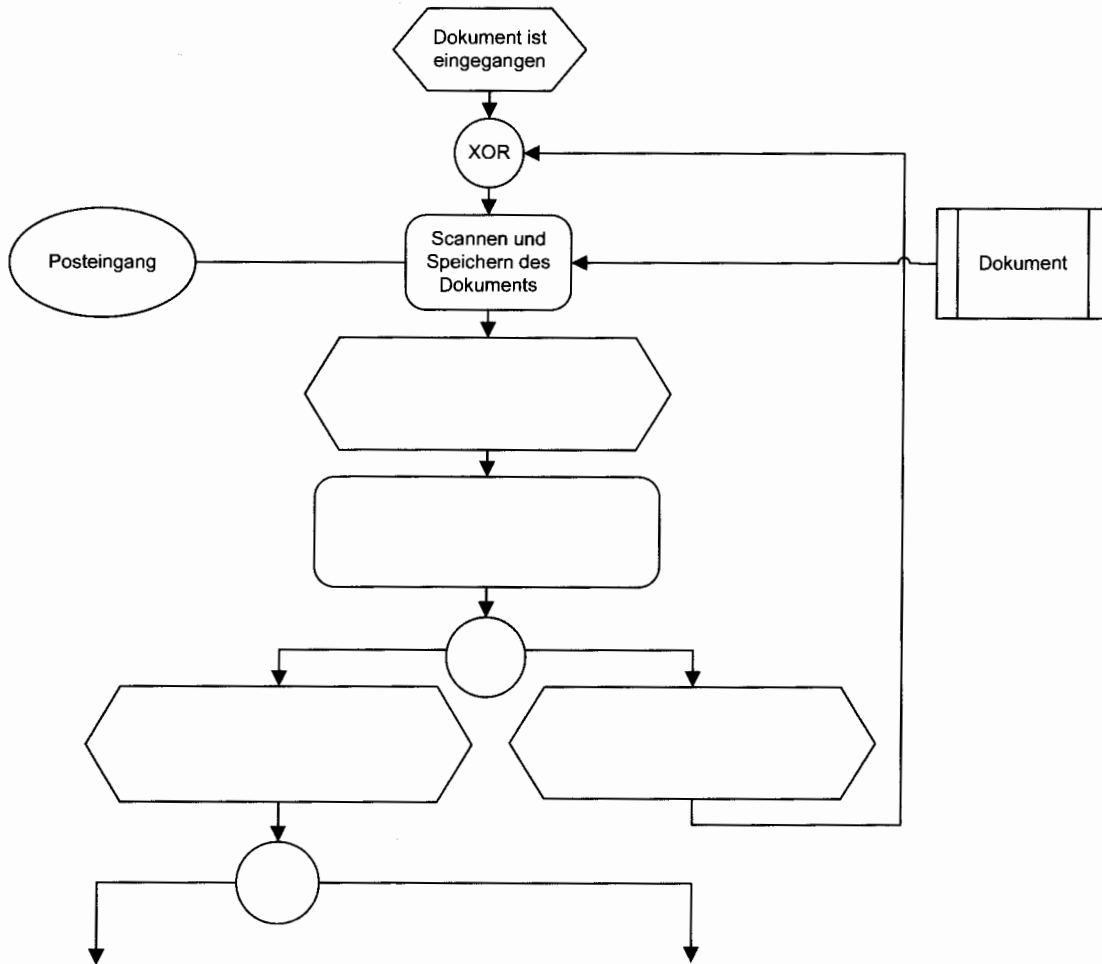 Dokument ist
eingegangen
XOR
Scannen und
Speichern des
Dokuments
Posteingang
Dokument